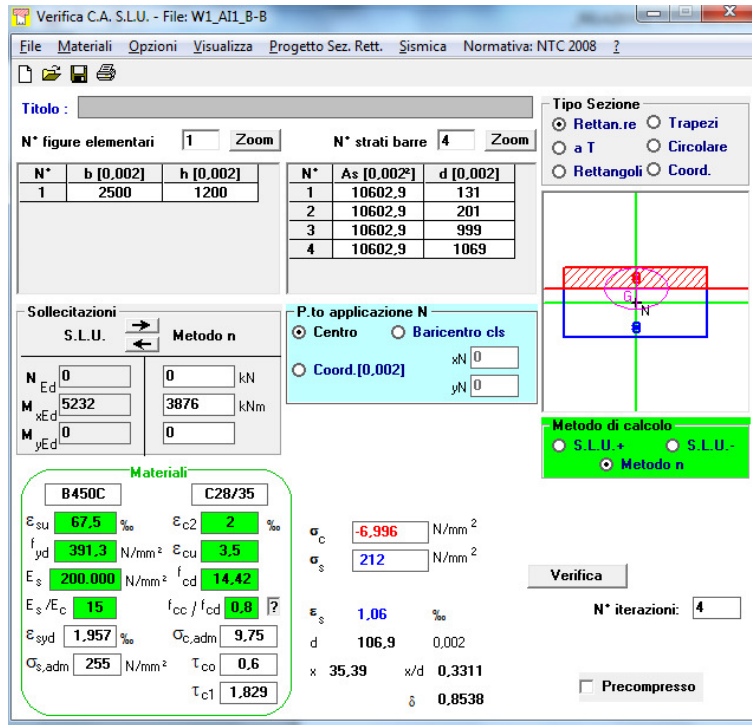 Verifica C.A. S.L.U. - File: W1_AI1_B-B
File Materiali Opzioni Visualizza Progetto Sez. Rett. Sismica Normativa: NTC 2008 ?
Titolo :
N° figure elementari 1 Zoom
N° strati barre 4 Zoom
N° b [0,002] h [0,002]
1 2500 1200
N° As [0,002²] d [0,002]
1 10602,9 131
2 10602,9 201
3 10602,9 999
4 10602,9 1069
Tipo Sezione
Rettan.re Trapezi
a T Circolare
Rettangoli Coord.
G N
Sollecitazioni
S.L.U. Metodo n
N Ed 0 0 kN
M xEd 5232 3876 kNm
M yEd 0 0
P.to applicazione N
Centro Baricentro cls
Coord.[0,002] xN 0
yN 0
Metodo di calcolo
S.L.U.+ S.L.U.-
Metodo n
Materiali
B450C C28/35
εsu 67,5 ‰ εc2 2 ‰
fyd 391,3 N/mm² εcu 3,5
Es 200.000 N/mm² fcd 14,42
Es/Ec 15 fcc / fcd 0,8 ?
εsyd 1,957 ‰ σc,adm 9,75
σs,adm 255 N/mm² τco 0,6
τc1 1,829
σc -6,996 N/mm²
σs 212 N/mm²
εs 1,06 ‰
d 106,9 0,002
x 35,39 x/d 0,3311
δ 0,8538
Verifica
N° iterazioni: 4
Precompresso